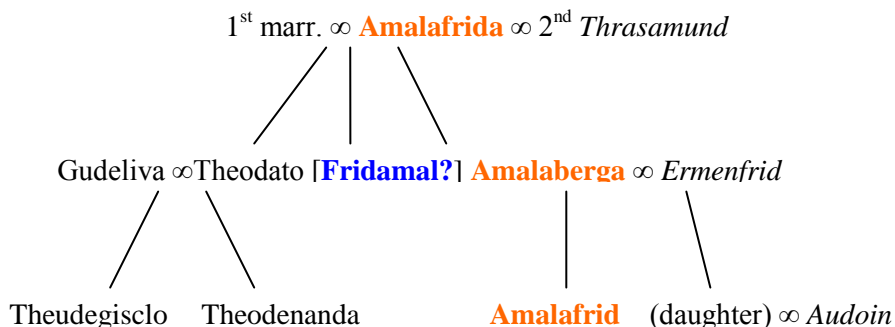 1st marr. ∞ Amalafrida ∞ 2nd Thrasamund
Gudeliva ∞Theodato [Fridamal?] Amalaberga ∞ Ermenfrid
Theudegisclo Theodenanda Amalafrid (daughter) ∞ Audoin